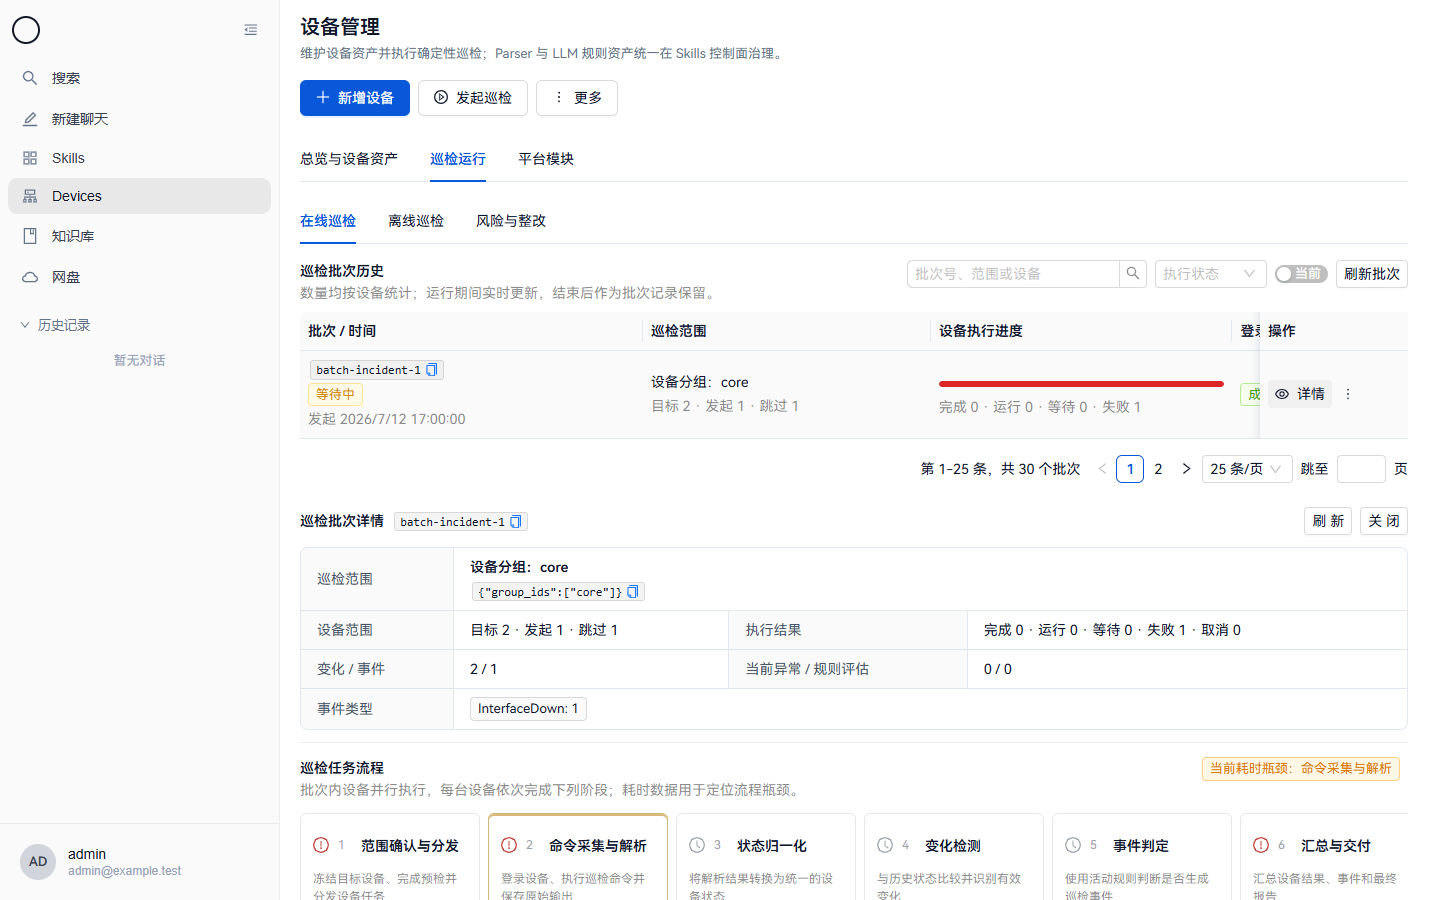 设备管理
维护设备资产并执行确定性巡检；Parser 与 LLM 规则资产统一在 Skills 控制面治理。
新增设备
发起巡检
更多
搜索
新建聊天
Skills
Devices
知识库
网盘
历史记录
暂无对话
总览与设备资产
巡检运行
平台模块
在线巡检
离线巡检
风险与整改
巡检批次历史
数量均按设备统计；运行期间实时更新，结束后作为批次记录保留。
批次号、范围或设备
执行状态
当前
刷新批次
批次 / 时间
巡检范围
设备执行进度
操作
batch-incident-1
等待中
发起 2026/7/12 17:00:00
设备分组：core
目标 2 · 发起 1 · 跳过 1
完成 0 · 运行 0 · 等待 0 · 失败 1
详情
第 1-25 条，共 30 个批次
1
2
25 条/页
跳至
页
巡检批次详情
batch-incident-1
刷 新
关 闭
巡检范围
设备分组：core
{"group_ids":["core"]}
设备范围
目标 2 · 发起 1 · 跳过 1
执行结果
完成 0 · 运行 0 · 等待 0 · 失败 1 · 取消 0
变化 / 事件
2 / 1
当前异常 / 规则评估
0 / 0
事件类型
InterfaceDown: 1
巡检任务流程
批次内设备并行执行，每台设备依次完成下列阶段；耗时数据用于定位流程瓶颈。
当前耗时瓶颈：命令采集与解析
1 范围确认与分发
冻结目标设备、完成预检并
分发设备任务
2 命令采集与解析
登录设备、执行巡检命令并
保存原始输出
3 状态归一化
将解析结果转换为统一的设
备状态
4 变化检测
与历史状态比较并识别有效
变化
5 事件判定
使用活动规则判断是否生成
巡检事件
6 汇总与交付
汇总设备结果、事件和最终
报告
AD
admin
admin@example.test